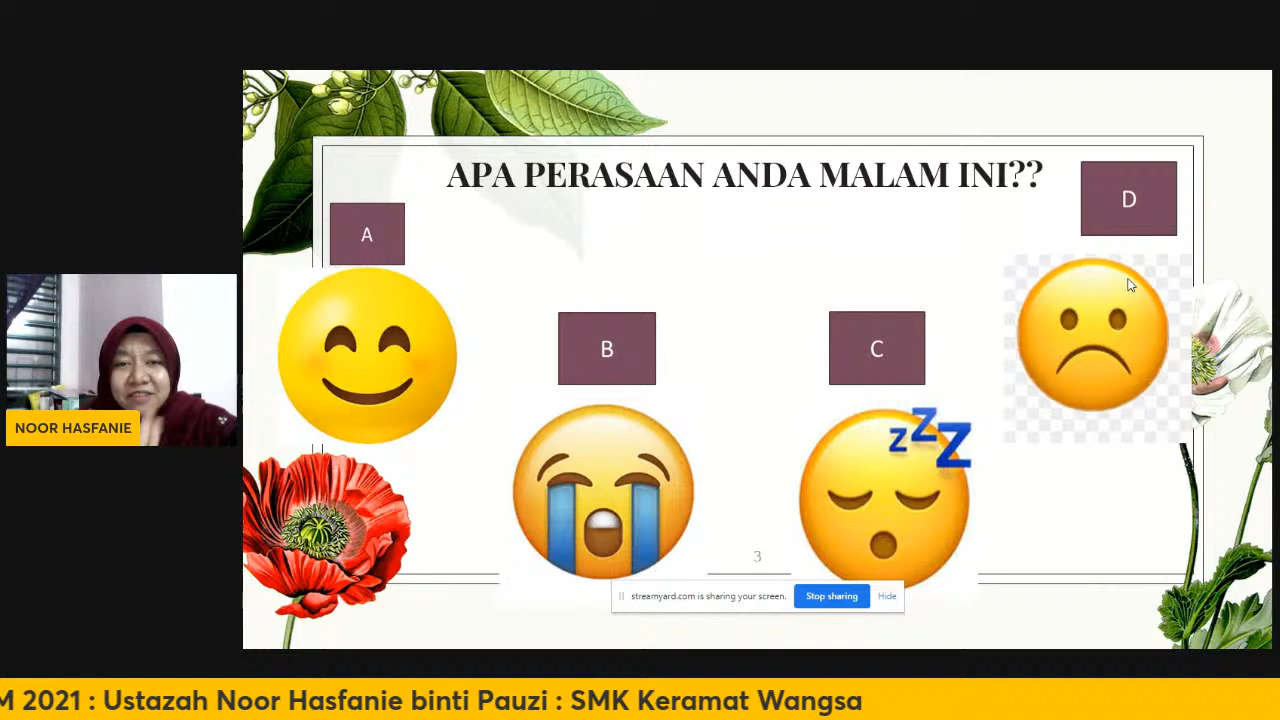 APA PERASAAN ANDA MALAM INI??
D
A
B
C
zzZ
NOOR HASFANIE
3
streamyard.com is sharing your screen.
Stop sharing
Hide
M 2021 : Ustazah Noor Hasfanie binti Pauzi : SMK Keramat Wangsa